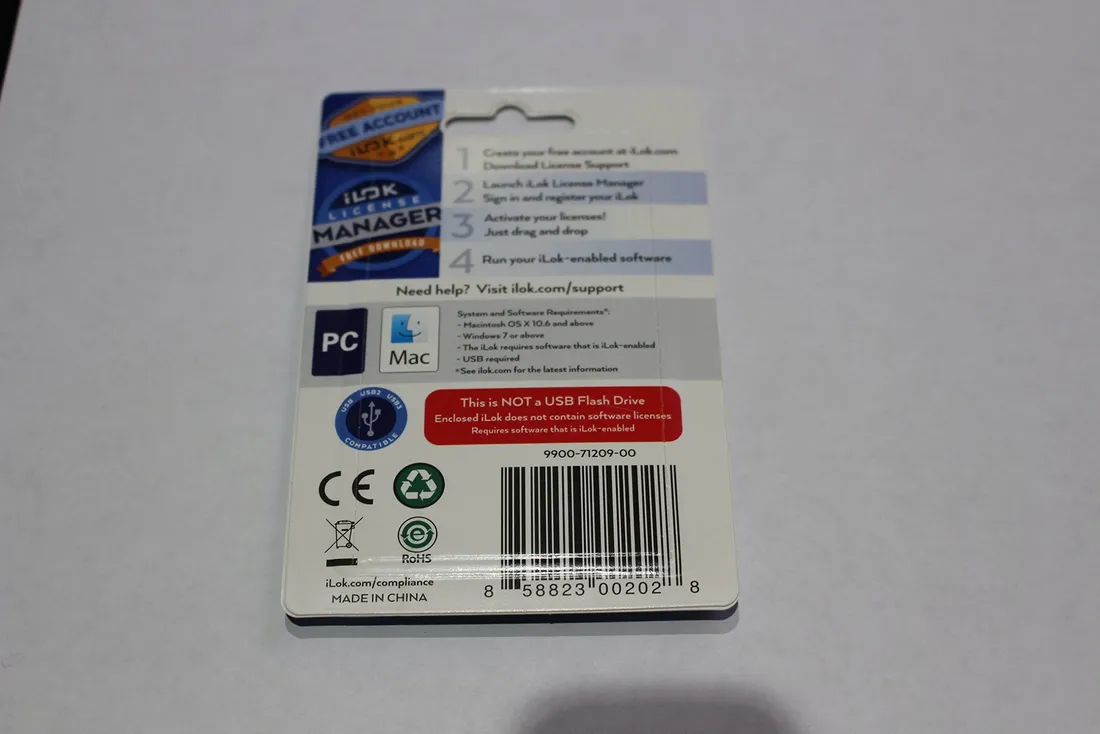 FREE ACCOUNT
iLOK.com
iLOK
LICENSE
MANAGER
FREE DOWNLOAD
1 Create your free account at iLok.com
Download License Support
2 Launch iLok License Manager
Sign in and register your iLok
3 Activate your licenses!
Just drag and drop
4 Run your iLok-enabled software
Need help? Visit ilok.com/support
PC
Mac
System and Software Requirements*:
- Macintosh OS X 10.6 and above
- Windows 7 or above
- The iLok requires software that is iLok-enabled
- USB required
*See ilok.com for the latest information
USB USB2 USB3
COMPATIBLE
This is NOT a USB Flash Drive
Enclosed iLok does not contain software licenses
Requires software that is iLok-enabled
9900-71209-00
CE
e
RoHS
iLok.com/compliance
MADE IN CHINA
8 58823 00202 8